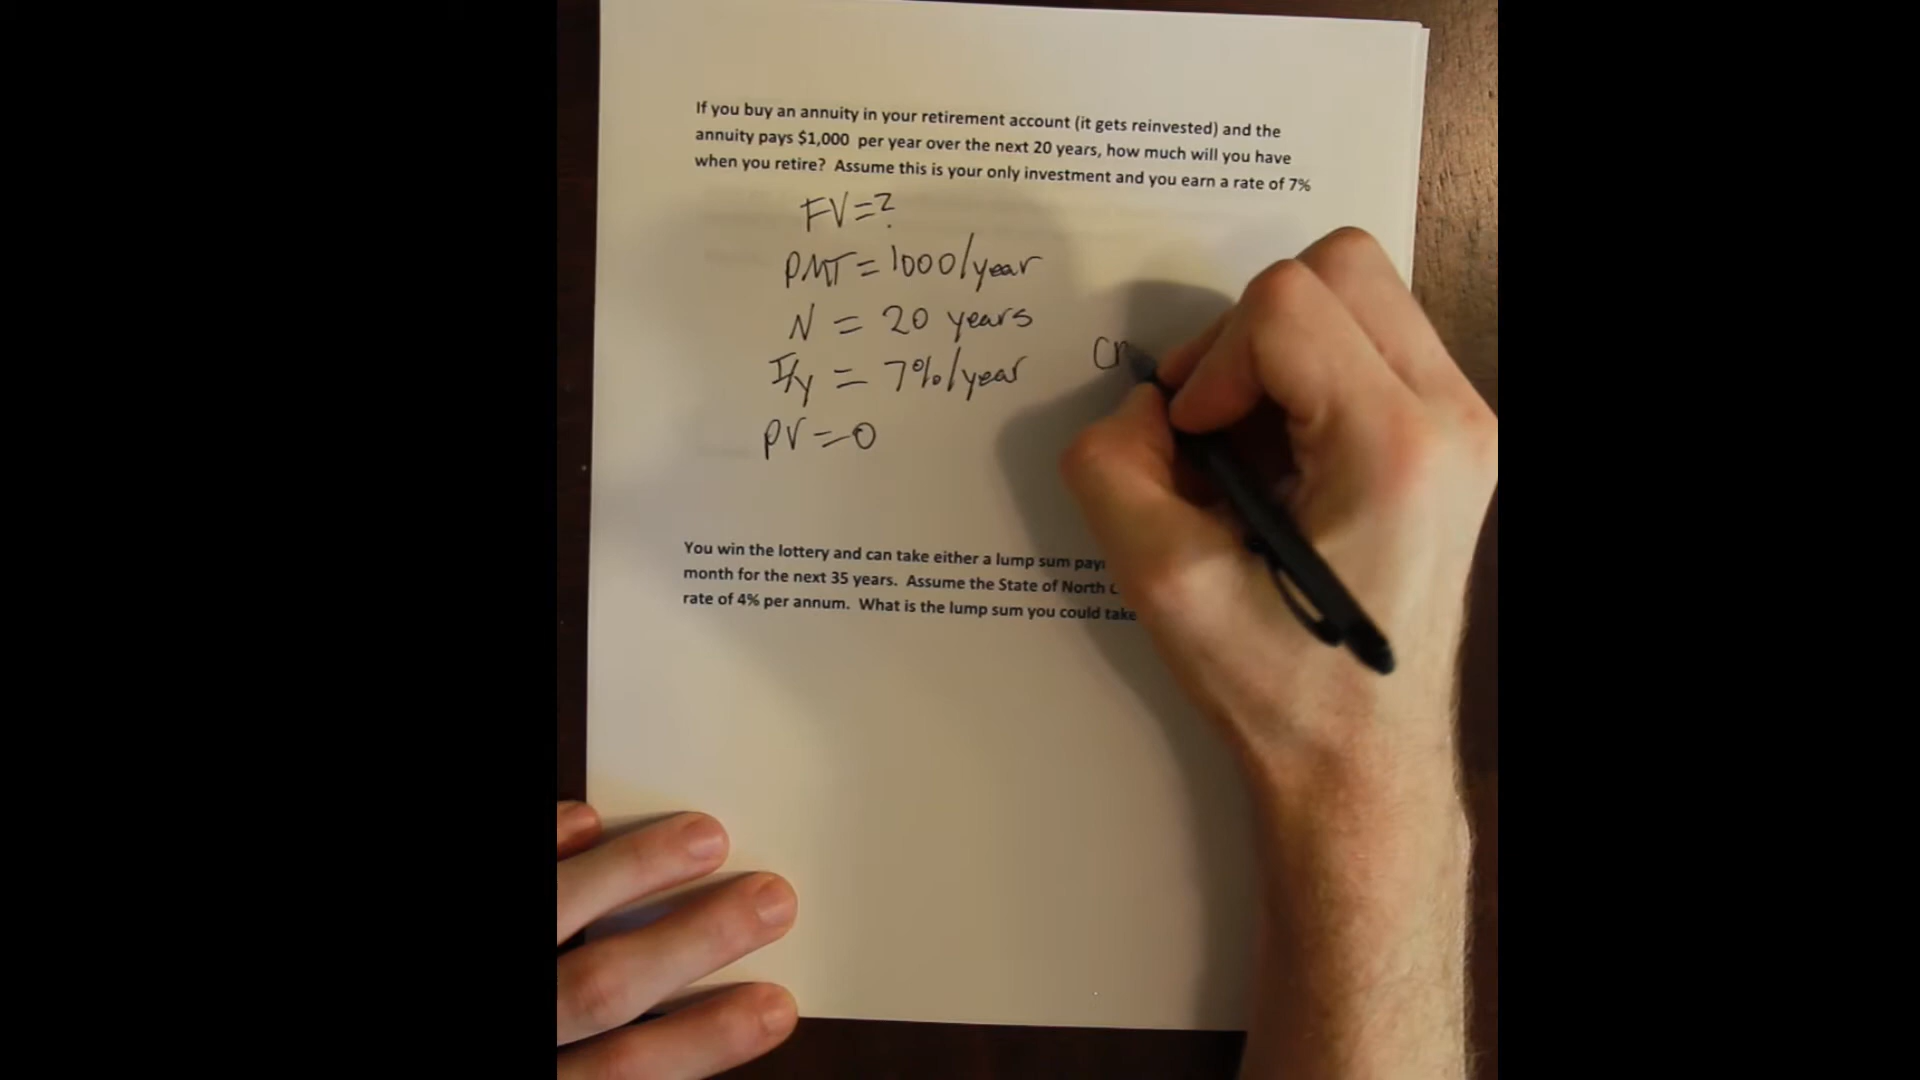 If you buy an annuity in your retirement account (it gets reinvested) and the
annuity pays $1,000 per year over the next 20 years, how much will you have
when you retire? Assume this is your only investment and you earn a rate of 7%
FV=?
PMT = 1000/year
N = 20 years
I/y = 7%/year
PV=0
You win the lottery and can take either a lump sum
month for the next 35 years. Assume the State of North
rate of 4% per annum. What is the lump sum you could take